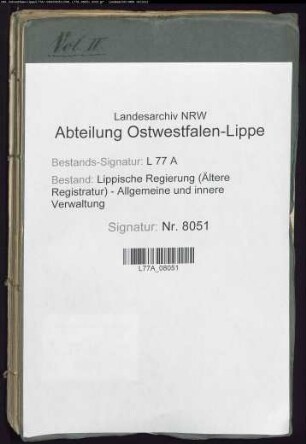 Vol. II.
Landesarchiv NRW
Abteilung Ostwestfalen-Lippe
Bestands-Signatur: L 77 A
Bestand: Lippische Regierung (Ältere
Registratur) - Allgemeine und innere
Verwaltung
Signatur: Nr. 8051
L77A_08051